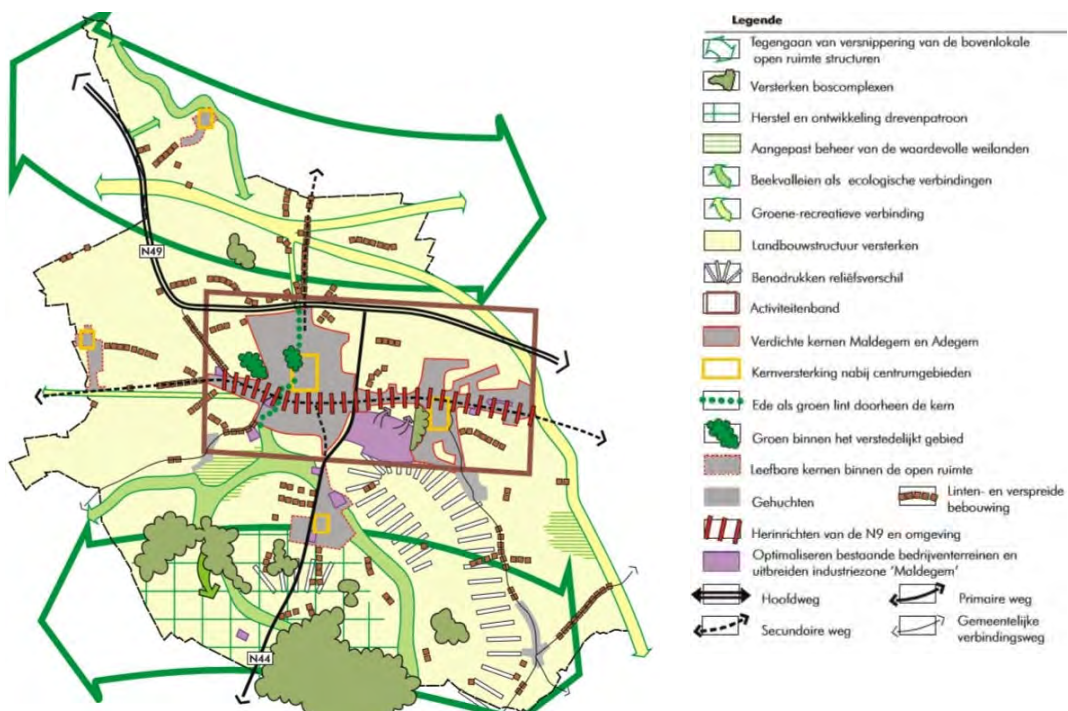 Legende
Tegengaan van versnippering van de bovenlokale
open ruimte structuren
Versterken boscomplexen
Herstel en ontwikkeling drevenpatroon
Aangepast beheer van de waardevolle weilanden
Beekvalleien als ecologische verbindingen
Groene-recreatieve verbinding
Landbouwstructuur versterken
Benadrukken reliëfsverschil
Activiteitenband
Verdichte kernen Maldegem en Adegem
Kernversterking nabij centrumgebieden
Ede als groen lint doorheen de kern
Groen binnen het verstedelijkt gebied
Leefbare kernen binnen de open ruimte
Gehuchten
Linten- en verspreide
bebouwing
Herinrichten van de N9 en omgeving
Optimaliseren bestaande bedrijventerreinen en
uitbreiden industriezone 'Maldegem'
Hoofdweg
Primaire weg
Secundaire weg
Gemeentelijke
verbindingsweg
N49
N44